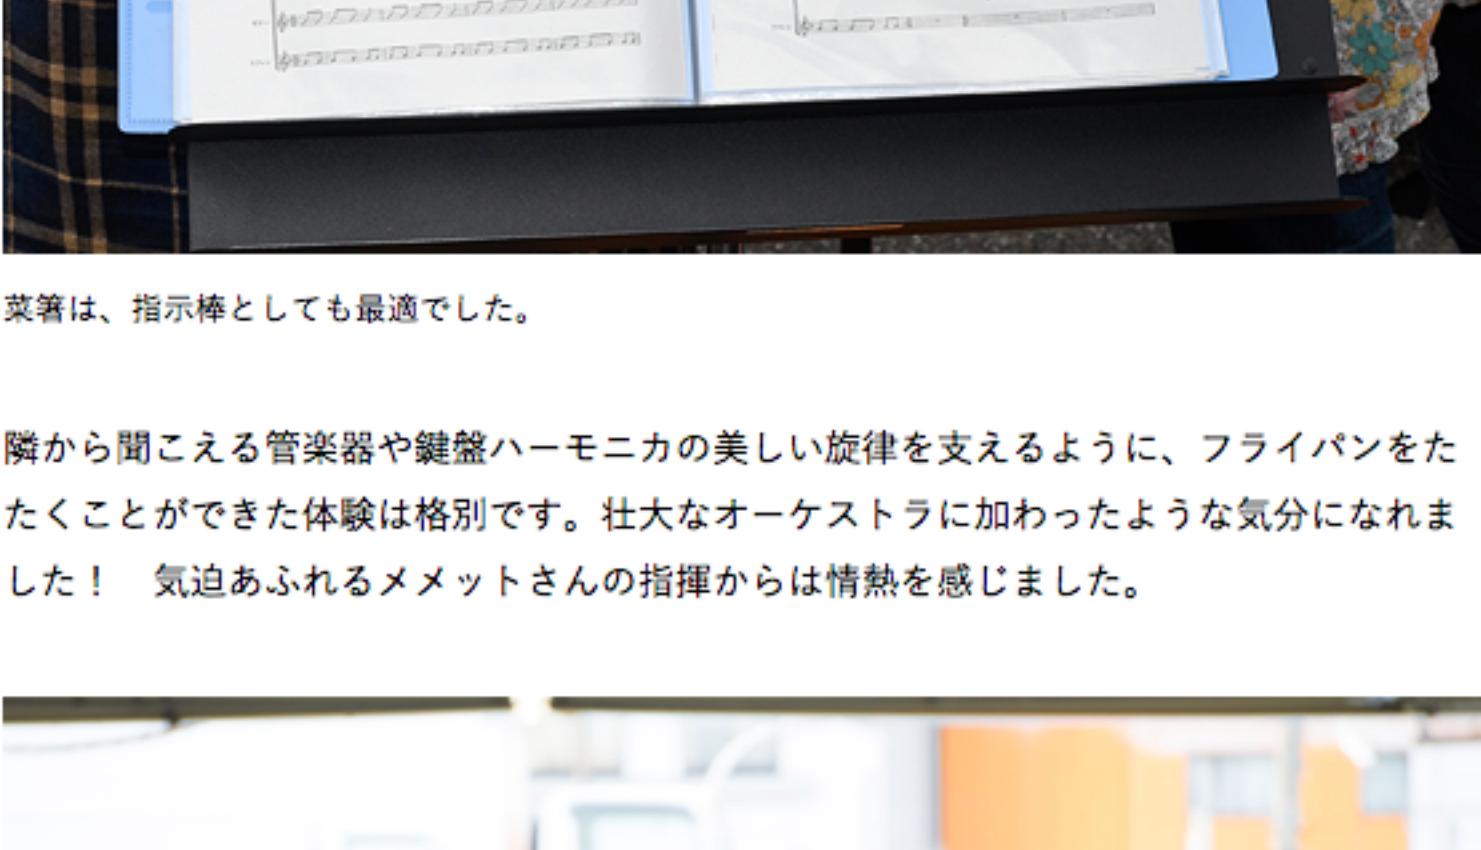 菜箸は、指示棒としても最適でした。
隣から聞こえる管楽器や鍵盤ハーモニカの美しい旋律を支えるように、フライパンをた
たくことができた体験は格別です。壮大なオーケストラに加わったような気分になれま
した！　気迫あふれるメメットさんの指揮からは情熱を感じました。